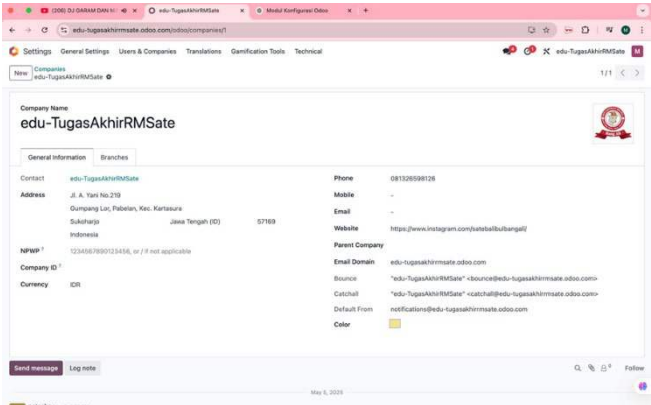 (206) DJ GARAM DAN M
edu-TugasAkhirRMSate
Modul Konfigurasi Odoo
edu-tugasakhirrmsate.odoo.com/odoo/companies/1
Settings General Settings Users & Companies Translations Gamification Tools Technical edu-TugasAkhirRMSate M
New Companies 1/1
edu-TugasAkhirRMSate
Company Name
edu-TugasAkhirRMSate
General Information Branches
Contact edu-TugasAkhirRMSate
Address Jl. A. Yani No.219
Gumpang Lor, Pabelan, Kec. Kartasura
Sukoharjo Jawa Tengah (ID) 57169
Indonesia
NPWP ? 1234567890123456, or / if not applicable
Company ID ?
Currency IDR
Phone 081326598128
Mobile -
Email -
Website https://www.instagram.com/satebalibulbangali/
Parent Company
Email Domain edu-tugasakhirrmsate.odoo.com
Bounce "edu-TugasAkhirRMSate" <bounce@edu-tugasakhirrmsate.odoo.com>
Catchall "edu-TugasAkhirRMSate" <catchall@edu-tugasakhirrmsate.odoo.com>
Default From notifications@edu-tugasakhirrmsate.odoo.com
Color
Send message Log note Follow
May 5, 2025